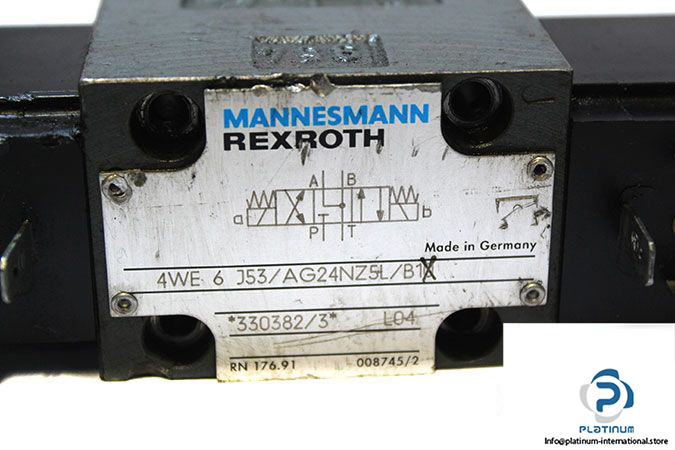 MANNESMANN
REXROTH
A B
a b
P T
Made in Germany
4WE 6 J53/AG24NZ5L/B1X
*330382/3* L04
RN 176.91 008745/2
PLATINUM
Info@platinum-international.store